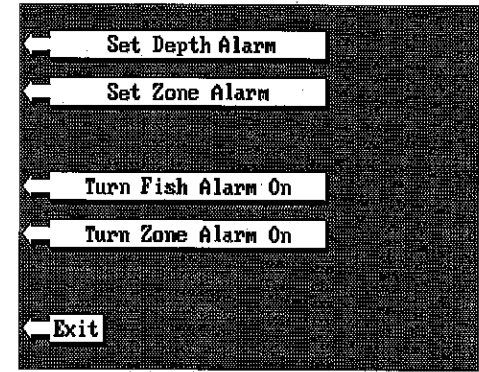 Set Depth Alarm
Set Zone Alarm
Turn Fish Alarm On
Turn Zone Alarm On
Exit